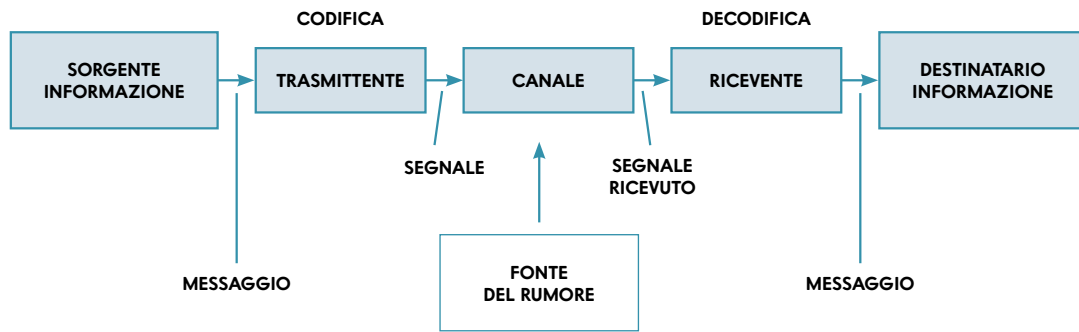 CODIFICA
DECODIFICA
SORGENTE
INFORMAZIONE
TRASMITTENTE
CANALE
RICEVENTE
DESTINATARIO
INFORMAZIONE
SEGNALE
SEGNALE
RICEVUTO
MESSAGGIO
FONTE
DEL RUMORE
MESSAGGIO